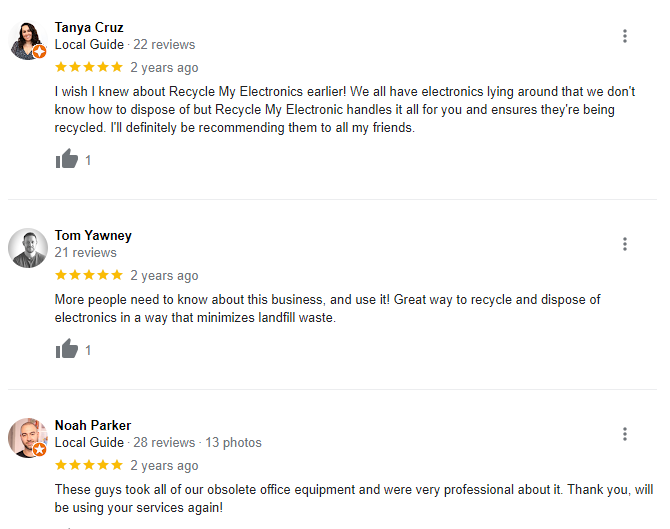 Tanya Cruz
Local Guide · 22 reviews
2 years ago
I wish I knew about Recycle My Electronics earlier! We all have electronics lying around that we don't
know how to dispose of but Recycle My Electronic handles it all for you and ensures they're being
recycled. I'll definitely be recommending them to all my friends.
1
Tom Yawney
21 reviews
2 years ago
More people need to know about this business, and use it! Great way to recycle and dispose of
electronics in a way that minimizes landfill waste.
1
Noah Parker
Local Guide · 28 reviews · 13 photos
2 years ago
These guys took all of our obsolete office equipment and were very professional about it. Thank you, will
be using your services again!